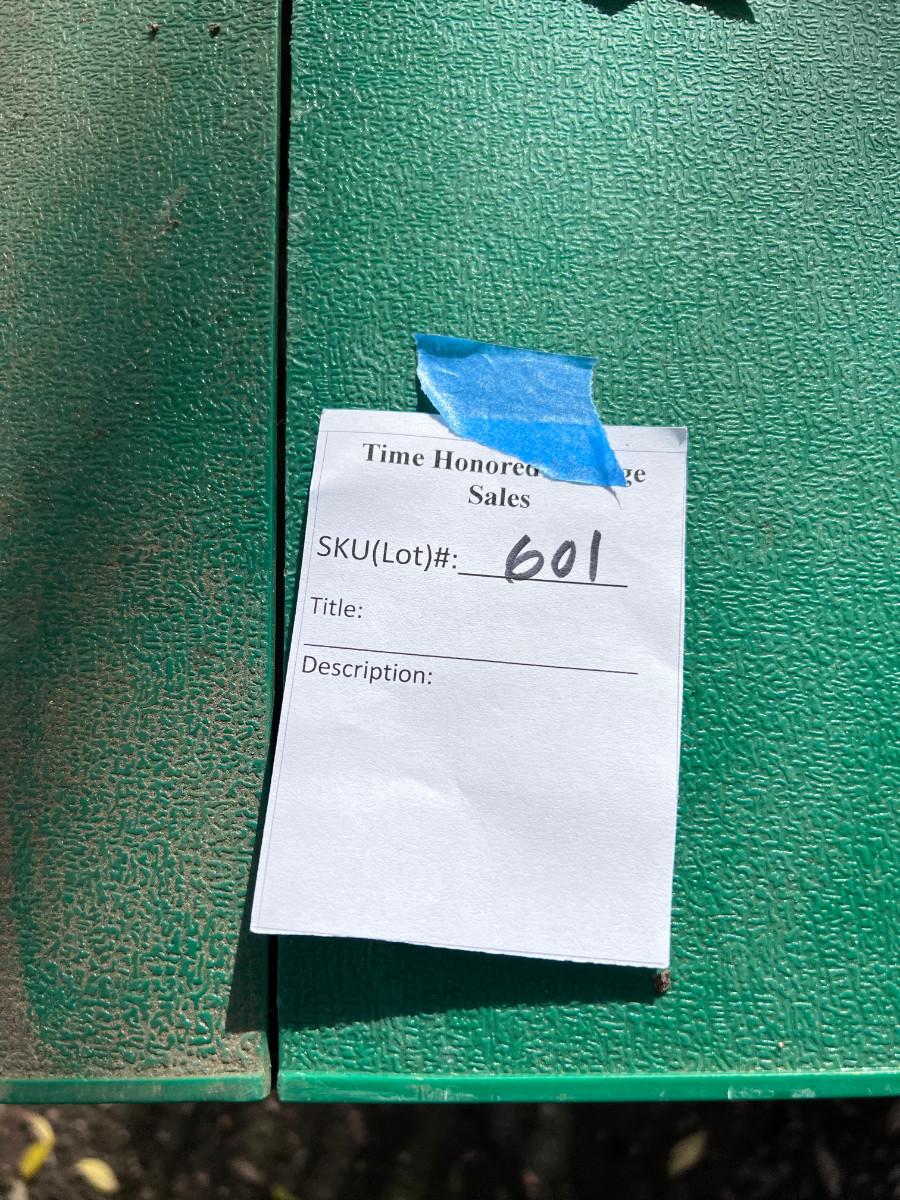 Time Honored
Sales
SKU(Lot)#: 601
Title:
Description: